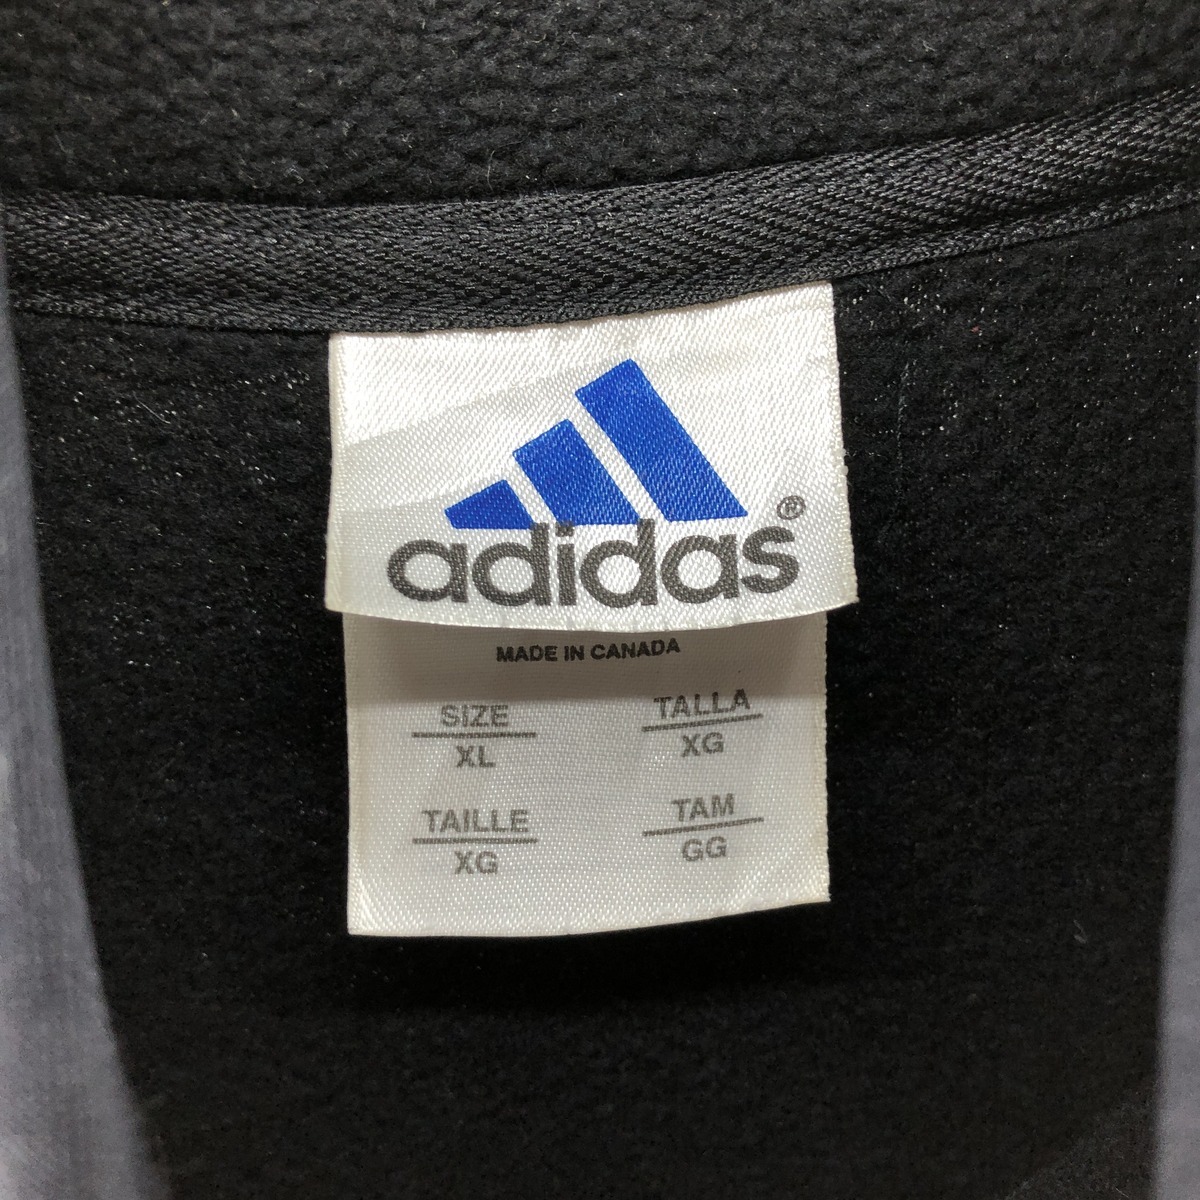 adidas®
MADE IN CANADA
SIZE TALLA
XL XG
TAILLE TAM
XG GG